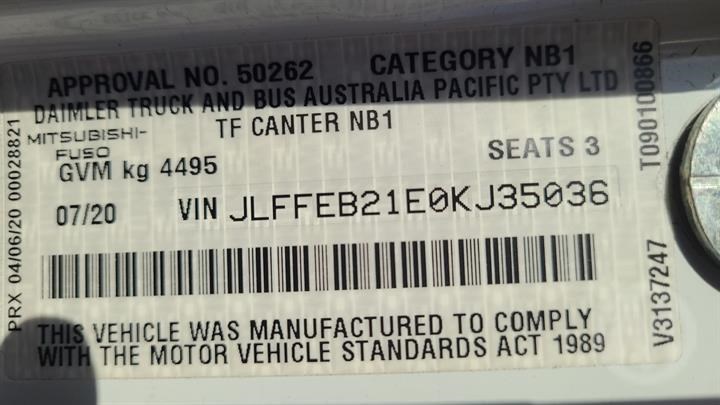 APPROVAL NO. 50262 CATEGORY NB1
DAIMLER TRUCK AND BUS AUSTRALIA PACIFIC PTY LTD
MITSUBISHI-
FUSO
TF CANTER NB1
GVM kg 4495
SEATS 3
07/20 VIN JLFFEB21E0KJ35036
THIS VEHICLE WAS MANUFACTURED TO COMPLY
WITH THE MOTOR VEHICLE STANDARDS ACT 1989
PRX 04/06/20 00028821
T090100866
V3137247